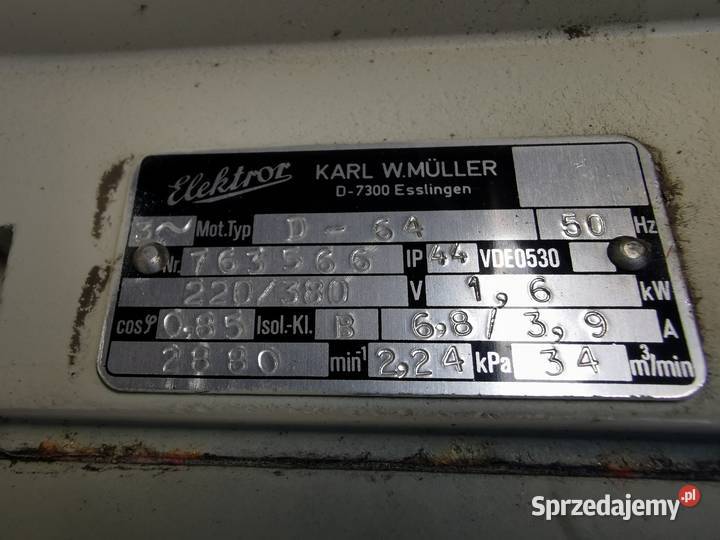 Elektror KARL W.MÜLLER
D-7300 Esslingen
3~ Mot.Typ D-64 50 Hz
Nr. 763566 IP 44 VDE0530
220/380 V 1,6 kW
cosφ 0,85 Isol.-Kl. B 6,8/3,9 A
2880 min-1 2,24 kPa 34 m³/min
Sprzedajemy.pl